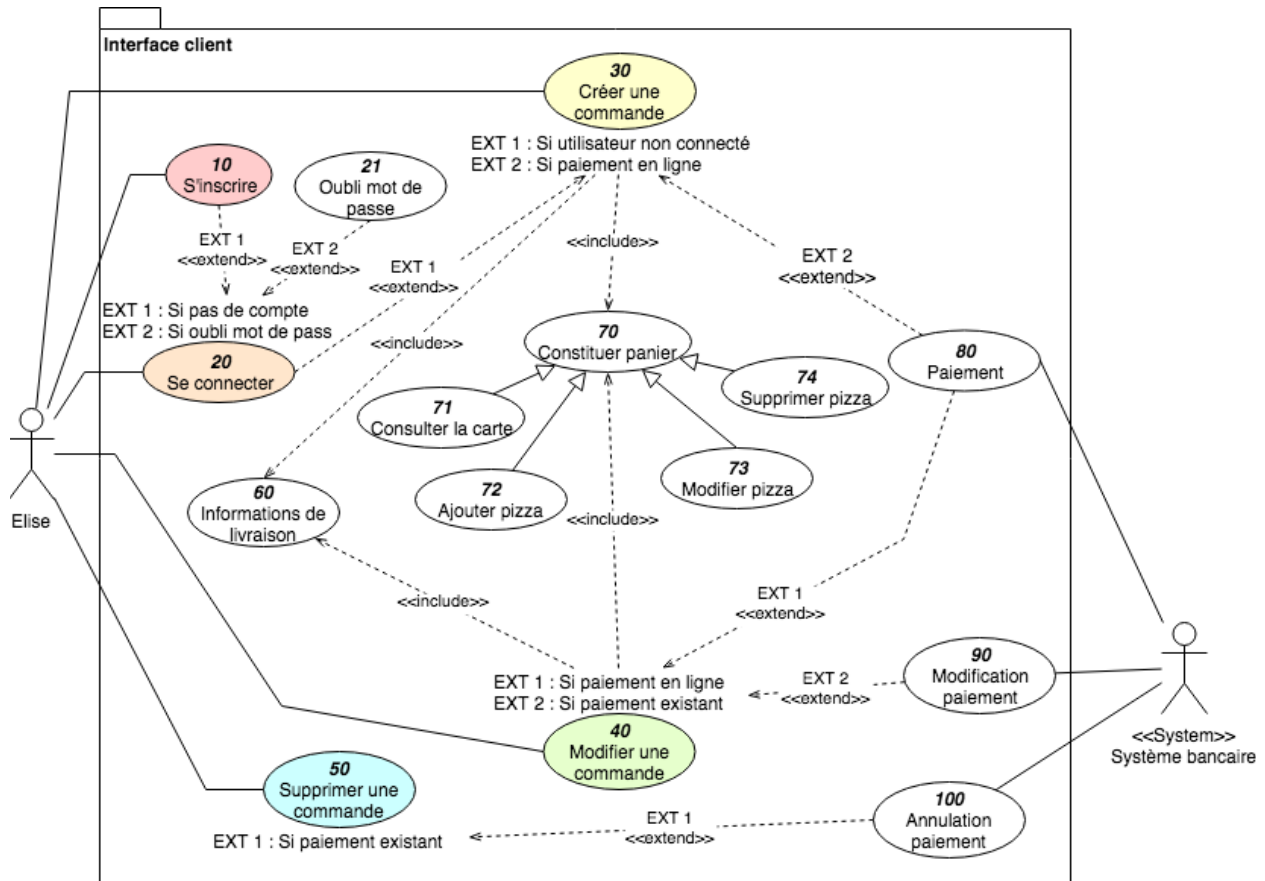 Interface client
30
Créer une
commande
EXT 1 : Si utilisateur non connecté
EXT 2 : Si paiement en ligne
10
S'inscrire
21
Oubli mot de
passe
EXT 1
<<extend>>
EXT 2
<<extend>>
EXT 1
<<extend>>
<<include>>
EXT 2
<<extend>>
EXT 1 : Si pas de compte
EXT 2 : Si oubli mot de pass
20
Se connecter
<<include>>
70
Constituer panier
80
Paiement
71
Consulter la carte
74
Supprimer pizza
72
Ajouter pizza
73
Modifier pizza
60
Informations de
livraison
Elise
<<include>>
<<include>>
EXT 1
<<extend>>
EXT 1 : Si paiement en ligne
EXT 2 : Si paiement existant
40
Modifier une
commande
EXT 2
<<extend>>
90
Modification
paiement
<<System>>
Système bancaire
50
Supprimer une
commande
EXT 1 : Si paiement existant
EXT 1
<<extend>>
100
Annulation
paiement